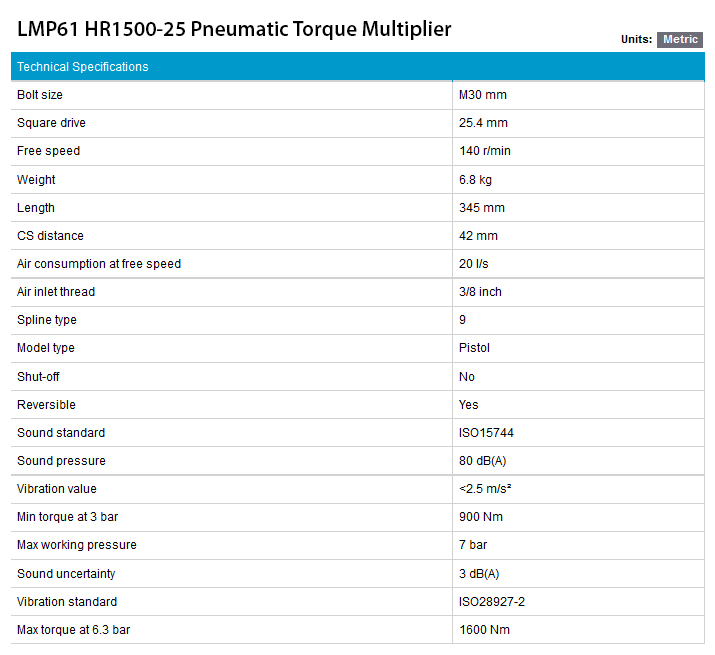 LMP61 HR1500-25 Pneumatic Torque Multiplier
Units: Metric
Technical Specifications
Bolt size M30 mm
Square drive 25.4 mm
Free speed 140 r/min
Weight 6.8 kg
Length 345 mm
CS distance 42 mm
Air consumption at free speed 20 l/s
Air inlet thread 3/8 inch
Spline type 9
Model type Pistol
Shut-off No
Reversible Yes
Sound standard ISO15744
Sound pressure 80 dB(A)
Vibration value <2.5 m/s²
Min torque at 3 bar 900 Nm
Max working pressure 7 bar
Sound uncertainty 3 dB(A)
Vibration standard ISO28927-2
Max torque at 6.3 bar 1600 Nm